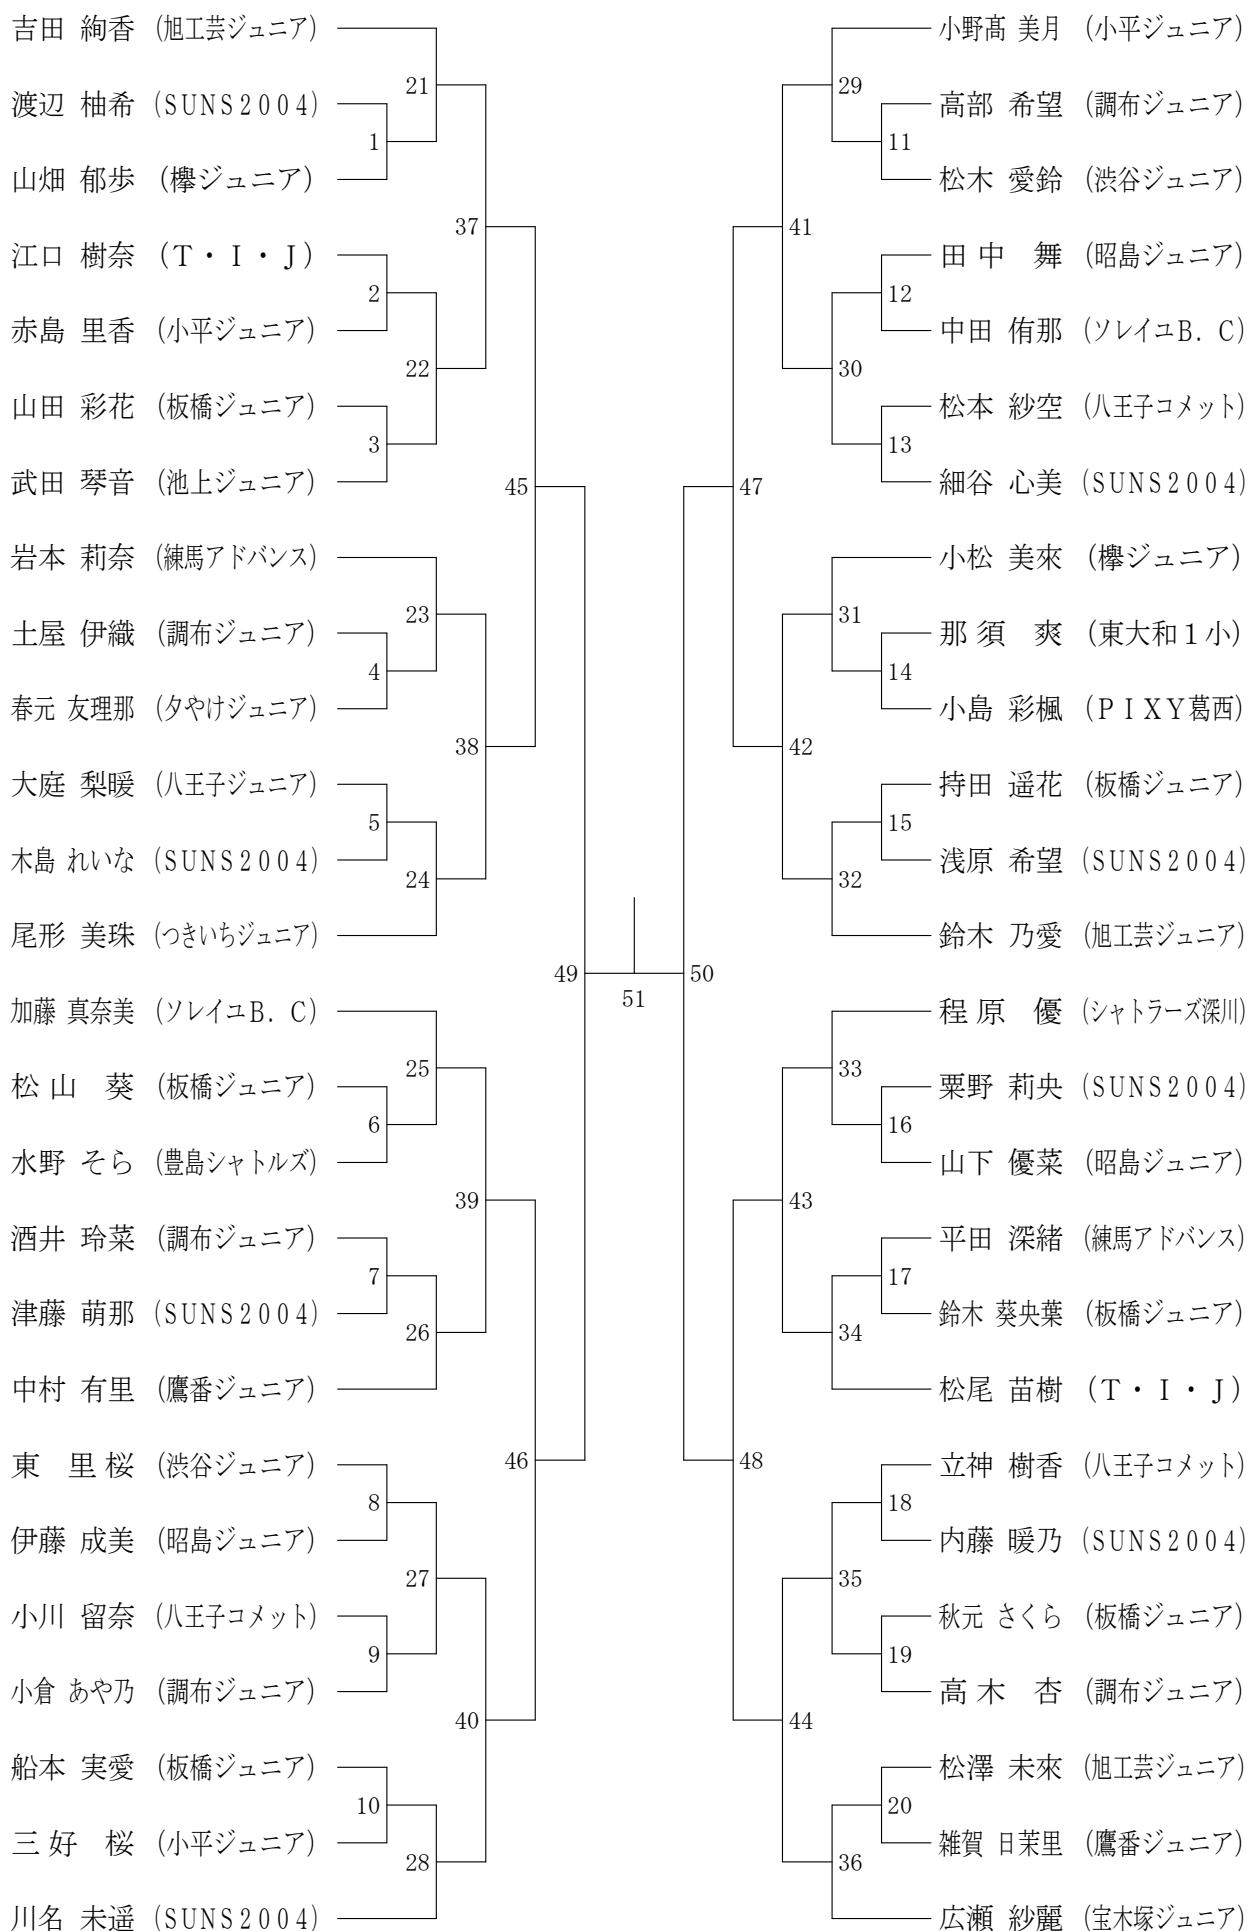 吉田 絢香 (旭工芸ジュニア)
21
渡辺 柚希 (SUNS2004)
1
山畑 郁歩 (欅ジュニア)
37
江口 樹奈 (T・I・J)
2
赤島 里香 (小平ジュニア)
22
山田 彩花 (板橋ジュニア)
3
武田 琴音 (池上ジュニア)
45
岩本 莉奈 (練馬アドバンス)
23
土屋 伊織 (調布ジュニア)
4
春元 友理那 (夕やけジュニア)
38
大庭 梨暖 (八王子ジュニア)
5
木島 れいな (SUNS2004)
24
尾形 美珠 (つきいちジュニア)
49
加藤 真奈美 (ソレイユB. C)
25
松山 葵 (板橋ジュニア)
6
水野 そら (豊島シャトルズ)
39
酒井 玲菜 (調布ジュニア)
7
津藤 萌那 (SUNS2004)
26
中村 有里 (鷹番ジュニア)
46
東 里桜 (渋谷ジュニア)
8
伊藤 成美 (昭島ジュニア)
27
小川 留奈 (八王子コメット)
9
小倉 あや乃 (調布ジュニア)
40
船本 実愛 (板橋ジュニア)
10
三好 桜 (小平ジュニア)
28
川名 未遥 (SUNS2004)
51
小野髙 美月 (小平ジュニア)
29
高部 希望 (調布ジュニア)
11
松木 愛鈴 (渋谷ジュニア)
41
田中 舞 (昭島ジュニア)
12
中田 侑那 (ソレイユB. C)
30
松本 紗空 (八王子コメット)
13
細谷 心美 (SUNS2004)
47
小松 美來 (欅ジュニア)
31
那須 爽 (東大和1小)
14
小島 彩楓 (PIXY葛西)
42
持田 遥花 (板橋ジュニア)
15
浅原 希望 (SUNS2004)
32
鈴木 乃愛 (旭工芸ジュニア)
50
程原 優 (シャトラーズ深川)
33
粟野 莉央 (SUNS2004)
16
山下 優菜 (昭島ジュニア)
43
平田 深緒 (練馬アドバンス)
17
鈴木 葵央葉 (板橋ジュニア)
34
松尾 苗樹 (T・I・J)
48
立神 樹香 (八王子コメット)
18
内藤 暖乃 (SUNS2004)
35
秋元 さくら (板橋ジュニア)
19
高木 杏 (調布ジュニア)
44
松澤 未來 (旭工芸ジュニア)
20
雑賀 日茉里 (鷹番ジュニア)
36
広瀬 紗麗 (宝木塚ジュニア)